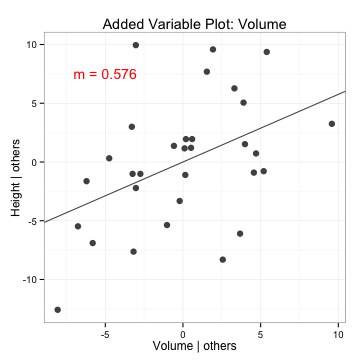 Added Variable Plot: Volume
m = 0.576
Height | others
10
5
0
-5
-10
-5
0
5
10
Volume | others